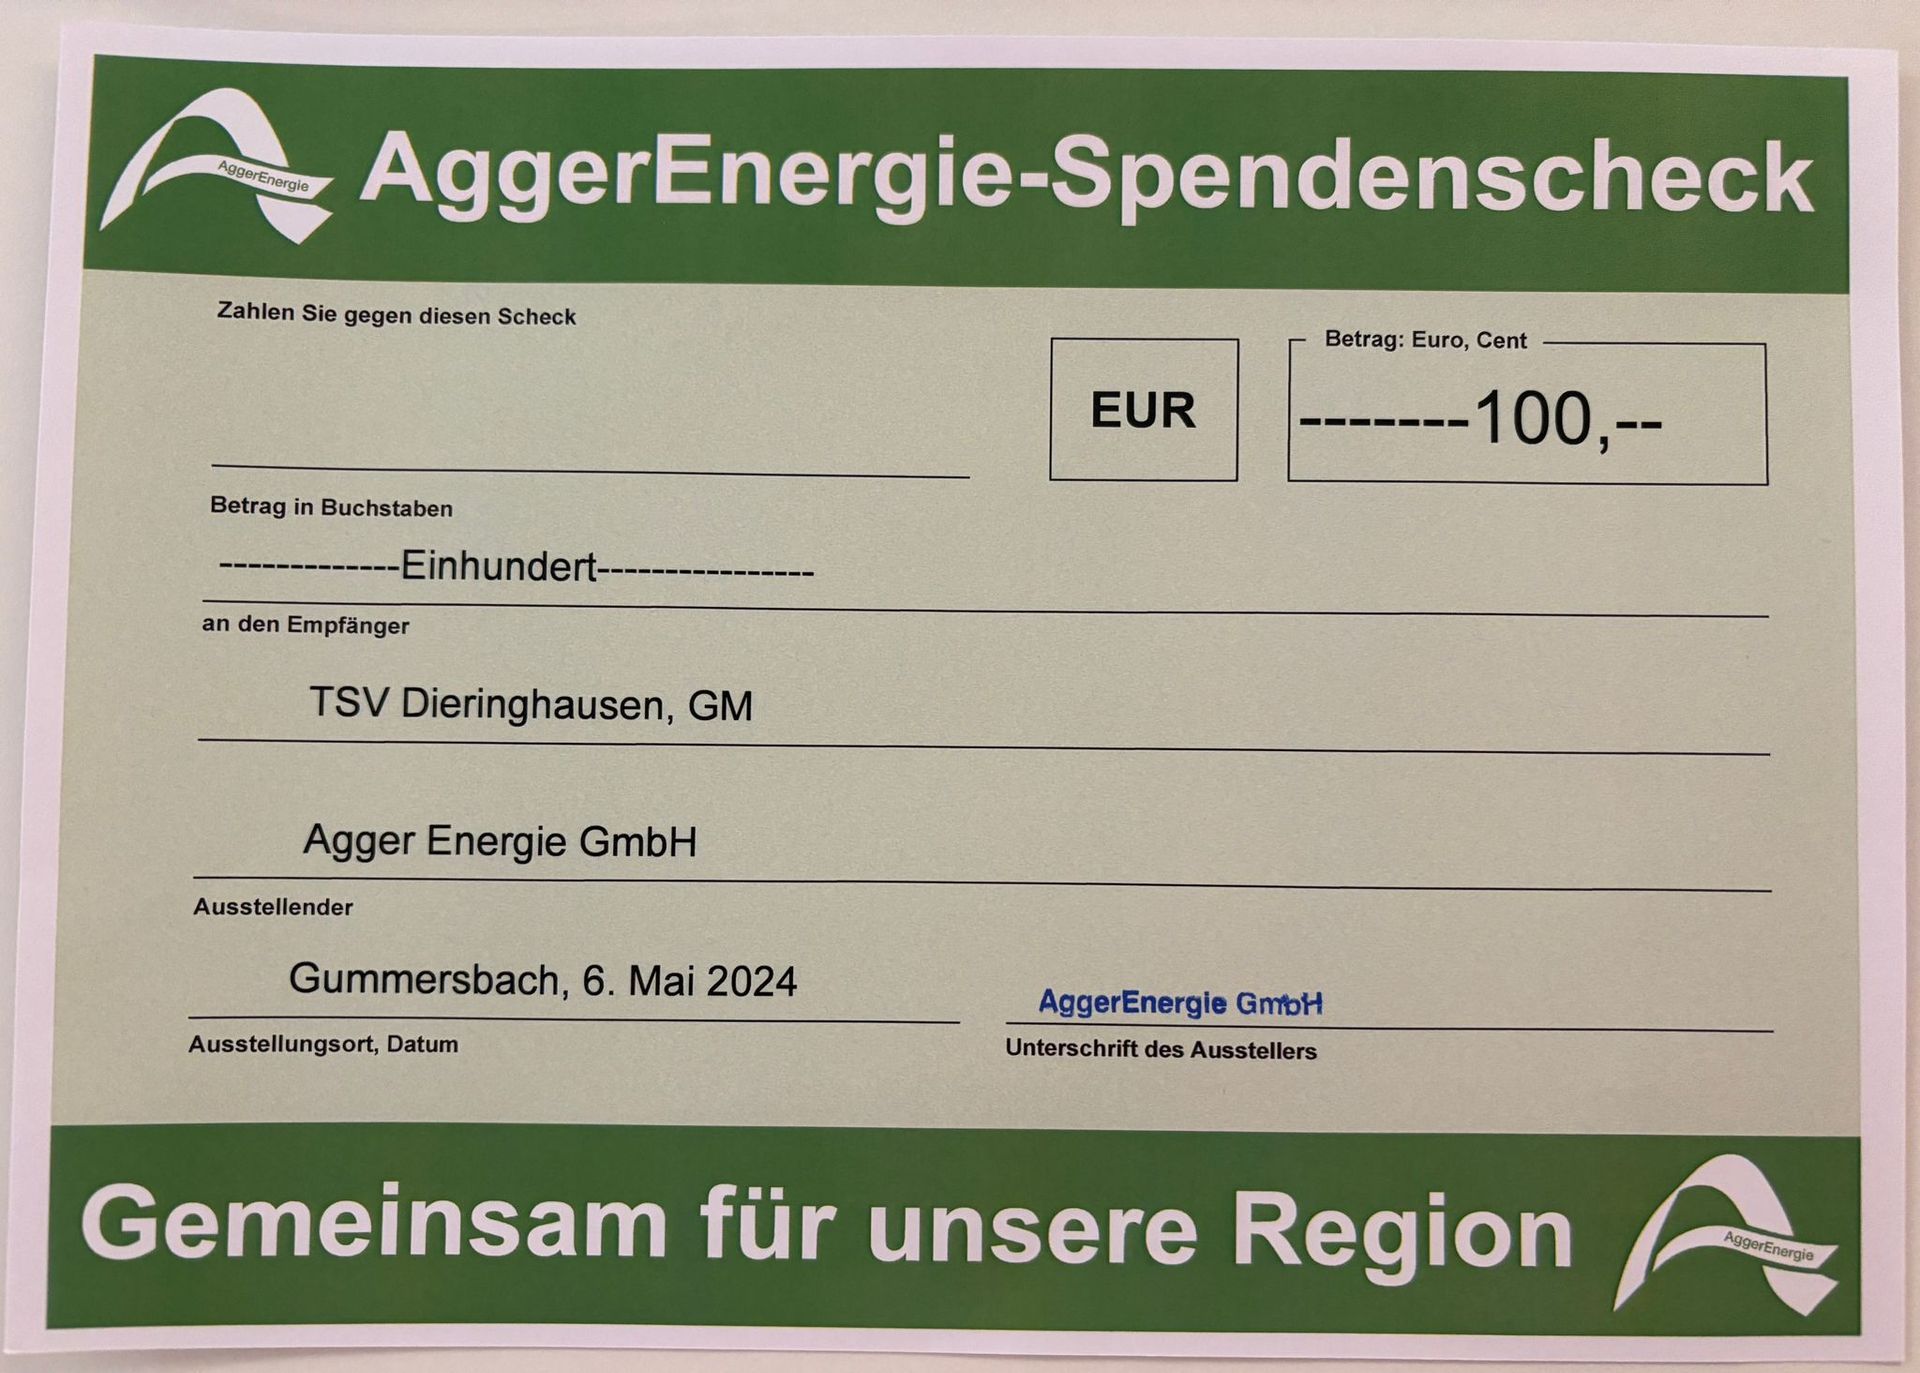 AggerEnergie
AggerEnergie-Spendenscheck
Zahlen Sie gegen diesen Scheck
EUR
Betrag: Euro, Cent
-------100,--
Betrag in Buchstaben
-------------Einhundert----------------
an den Empfänger
TSV Dieringhausen, GM
Agger Energie GmbH
Ausstellender
Gummersbach, 6. Mai 2024
AggerEnergie GmbH
Ausstellungsort, Datum
Unterschrift des Ausstellers
Gemeinsam für unsere Region
AggerEnergie